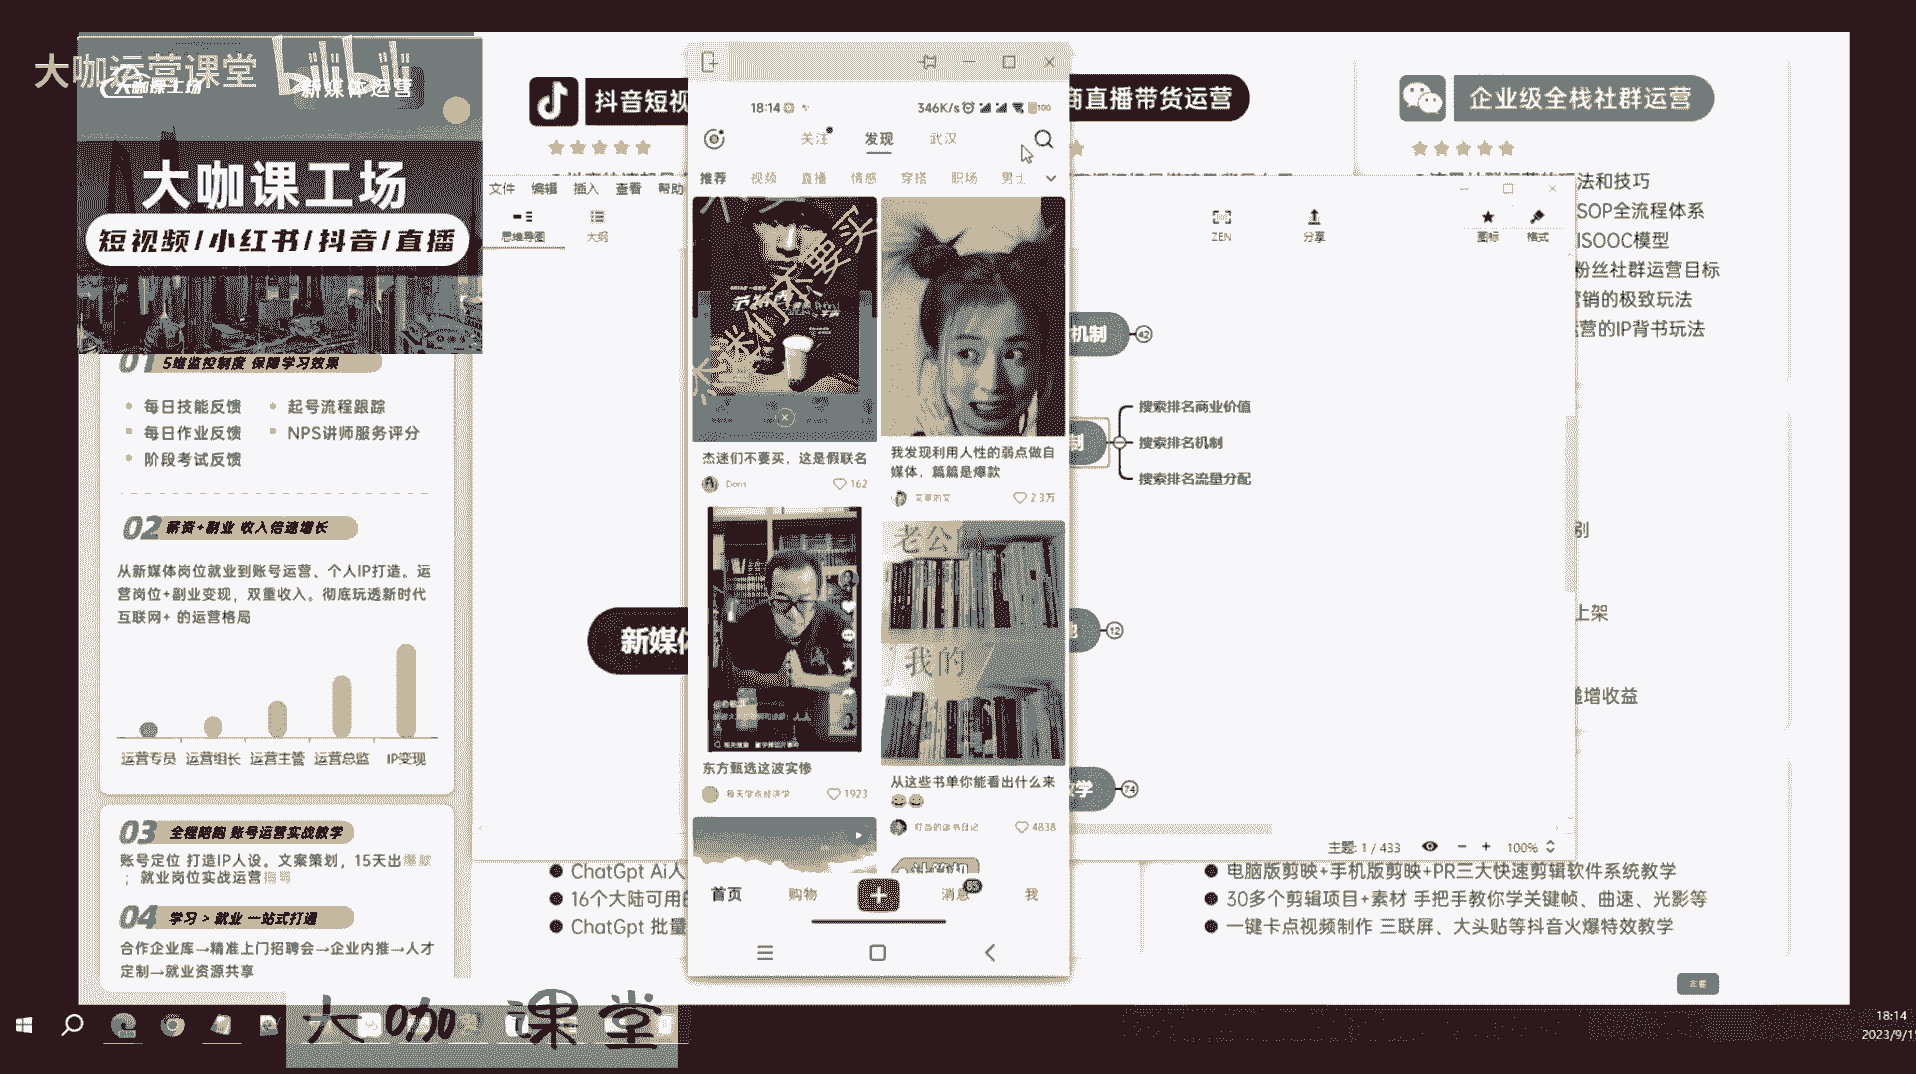 大咖运营课堂 bilibili
大咖课工场
新媒体运营
大咖课工场
短视频/小红书/抖音/直播
01 5维监控制度 保障学习效果
每日技能反馈
起号流程跟踪
每日作业反馈
NPS讲师服务评分
阶段考试反馈
02 薪资+副业 收入倍速增长
从新媒体岗位就业到账号运营、个人IP打造。运
营岗位+副业变现，双重收入。彻底玩透新时代
互联网+ 的运营格局
运营专员 运营组长 运营主管 运营总监 IP变现
03 全程陪跑 账号运营实战教学
账号定位 打造IP人设。文案策划，15天出爆款
；就业岗位实战运营指导
04 学习 > 就业 一站式打通
合作企业库→精准上门招聘会→企业内推→人才
定制→就业资源共享
抖音短视
商直播带货运营
企业级全栈社群运营
法和技巧
SOP全流程体系
ISOOC模型
粉丝社群运营目标
营销的极致玩法
运营的IP背书玩法
别
上架
递增收益
文件 编辑 插入 查看 帮助
思维导图 大纲
ZEN 分享 图标 格式
新媒体
机制 42
制
搜索排名商业价值
搜索排名机制
搜索排名流量分配
12
学 74
主题: 1 / 433
100%
18:14
346K/s
100
关注 发现 武汉
推荐 视频 直播 情感 穿搭 职场 男士
杰迷们不要买
杰迷们不要买，这是假联名
Doris 162
我发现利用人性的弱点做自
媒体，篇篇是爆款
2.3万
东方甄选这波实惨
每天学点经济学 1923
老公
我的
从这些书单你能看出什么来
4838
计算机
首页 购物 + 消息 85 我
ChatGpt Ai人
16个大陆可用的
ChatGpt 批量
电脑版剪映+手机版剪映+PR三大快速剪辑软件系统教学
30多个剪辑项目+素材 手把手教你学关键帧、曲速、光影等
一键卡点视频制作 三联屏、大头贴等抖音火爆特效教学
大咖课堂
18:14
2023/9/1